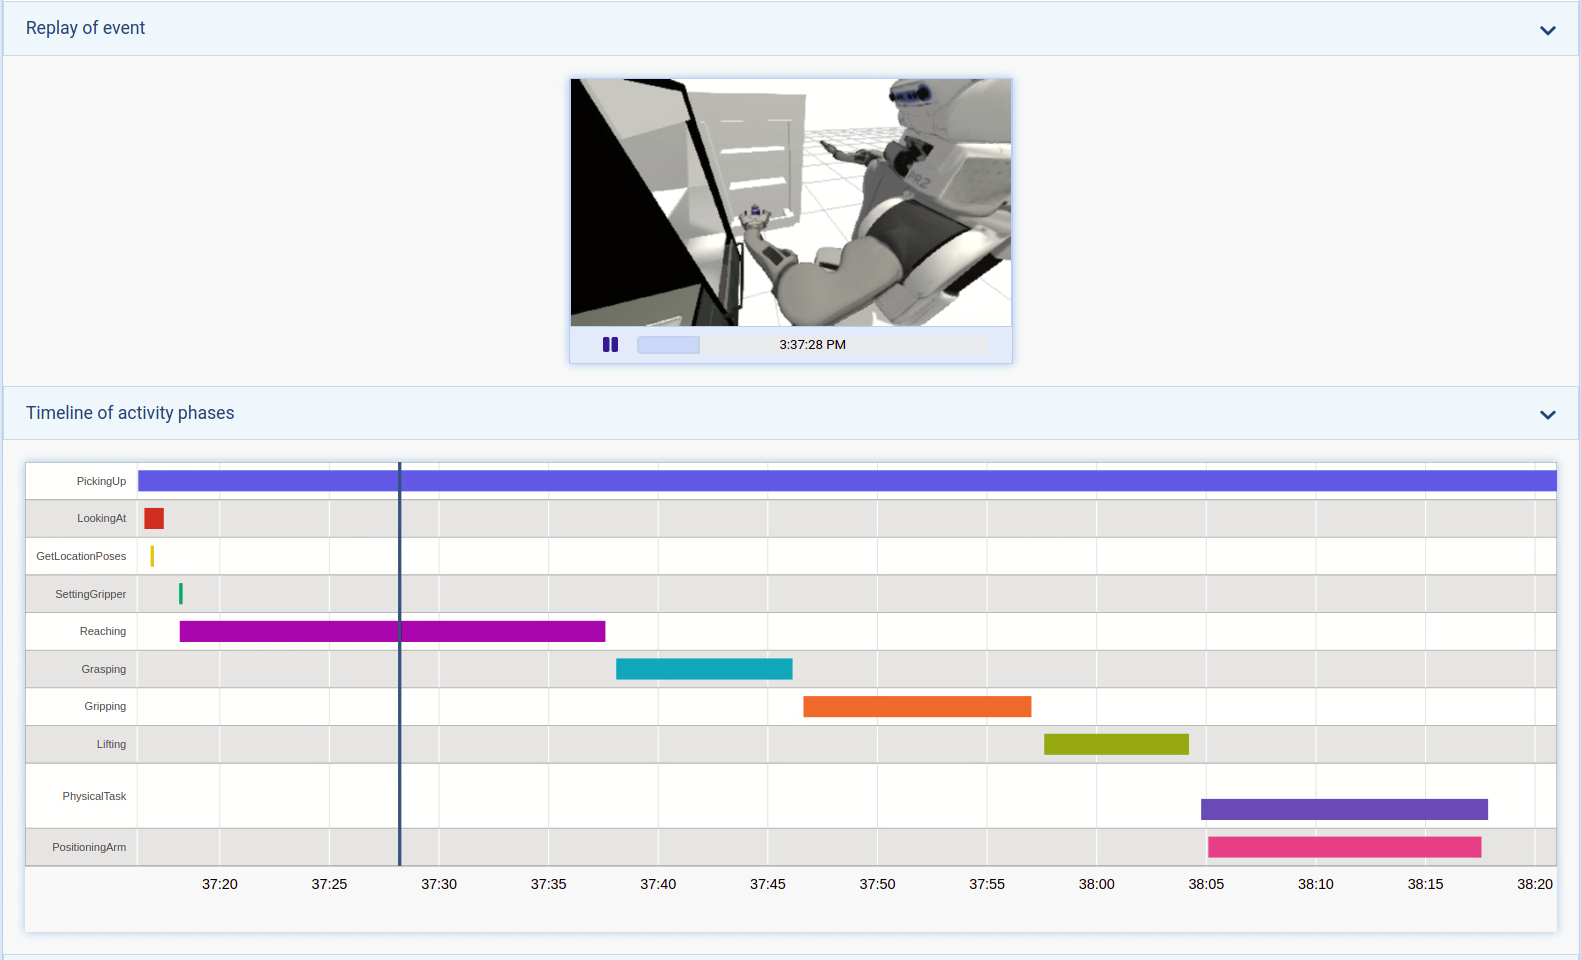 Replay of event
PR2
3:37:28 PM
Timeline of activity phases
PickingUp
LookingAt
GetLocationPoses
SettingGripper
Reaching
Grasping
Gripping
Lifting
PhysicalTask
PositioningArm
37:20 37:25 37:30 37:35 37:40 37:45 37:50 37:55 38:00 38:05 38:10 38:15 38:20